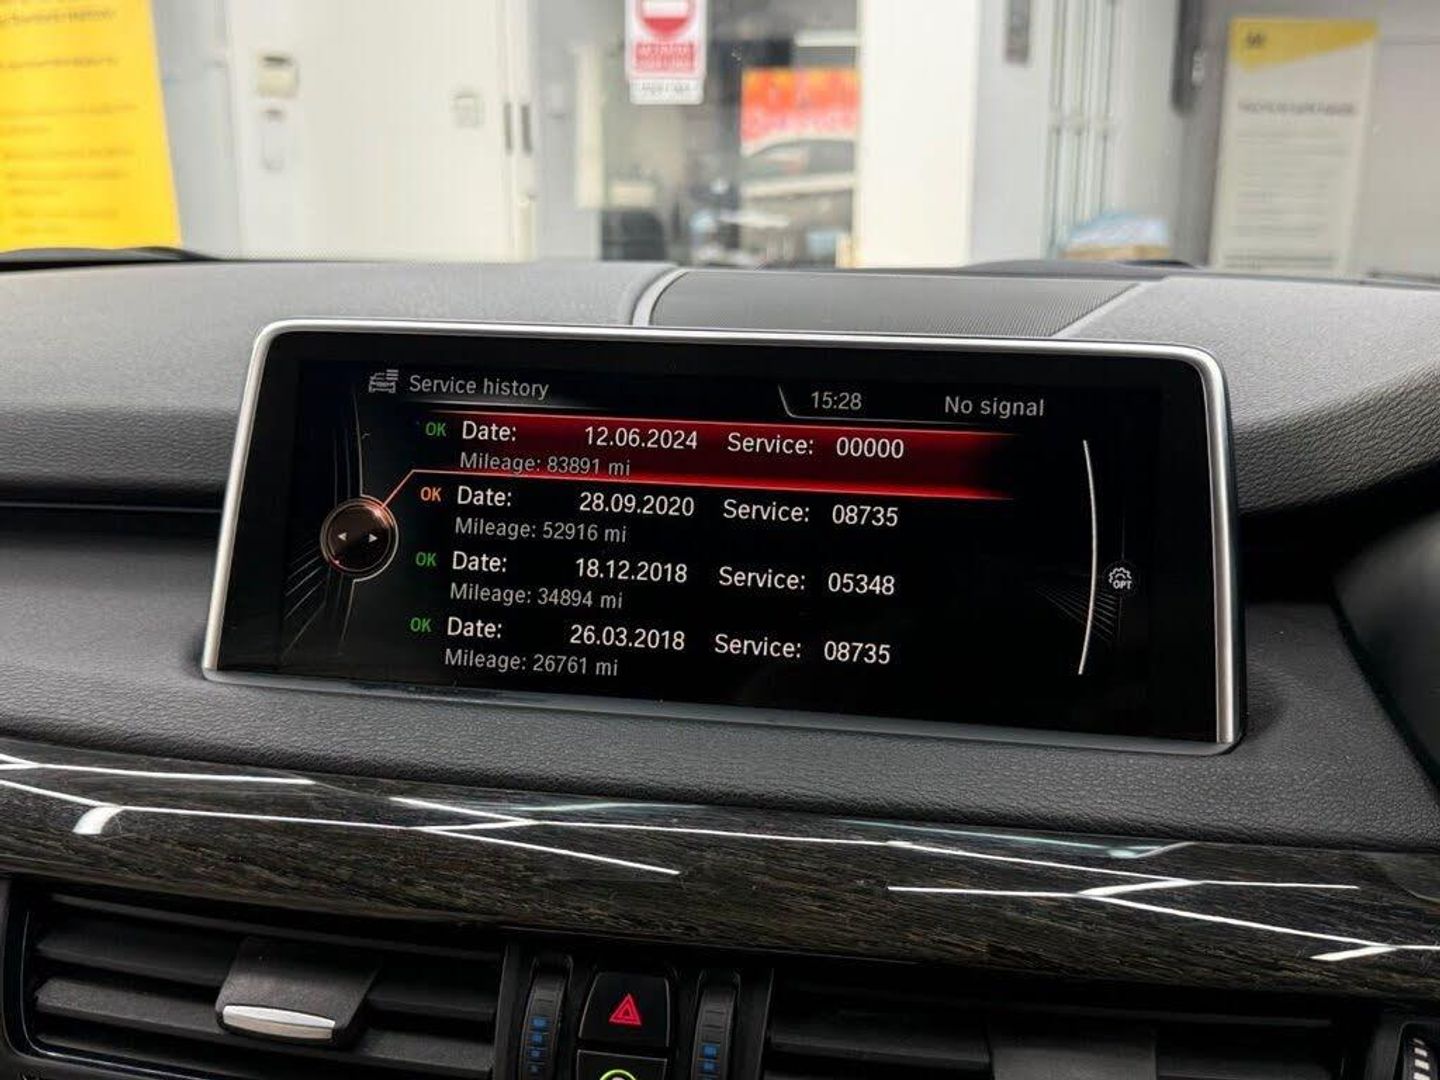 Service history
15:28
No signal
OK Date: 12.06.2024 Service: 00000
Mileage: 83891 mi
OK Date: 28.09.2020 Service: 08735
Mileage: 52916 mi
OK Date: 18.12.2018 Service: 05348
Mileage: 34894 mi
OK Date: 26.03.2018 Service: 08735
Mileage: 26761 mi
OPT